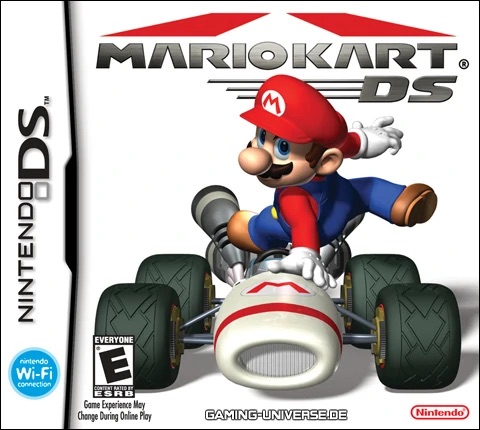 MARIOKART®
DS
M
NINTENDO DS™
M
EVERYONE
E
CONTENT RATED BY
ESRB
Nintendo
Wi-Fi
connection
Game Experience May
Change During Online Play
GAMING-UNIVERSE.DE
Nintendo®